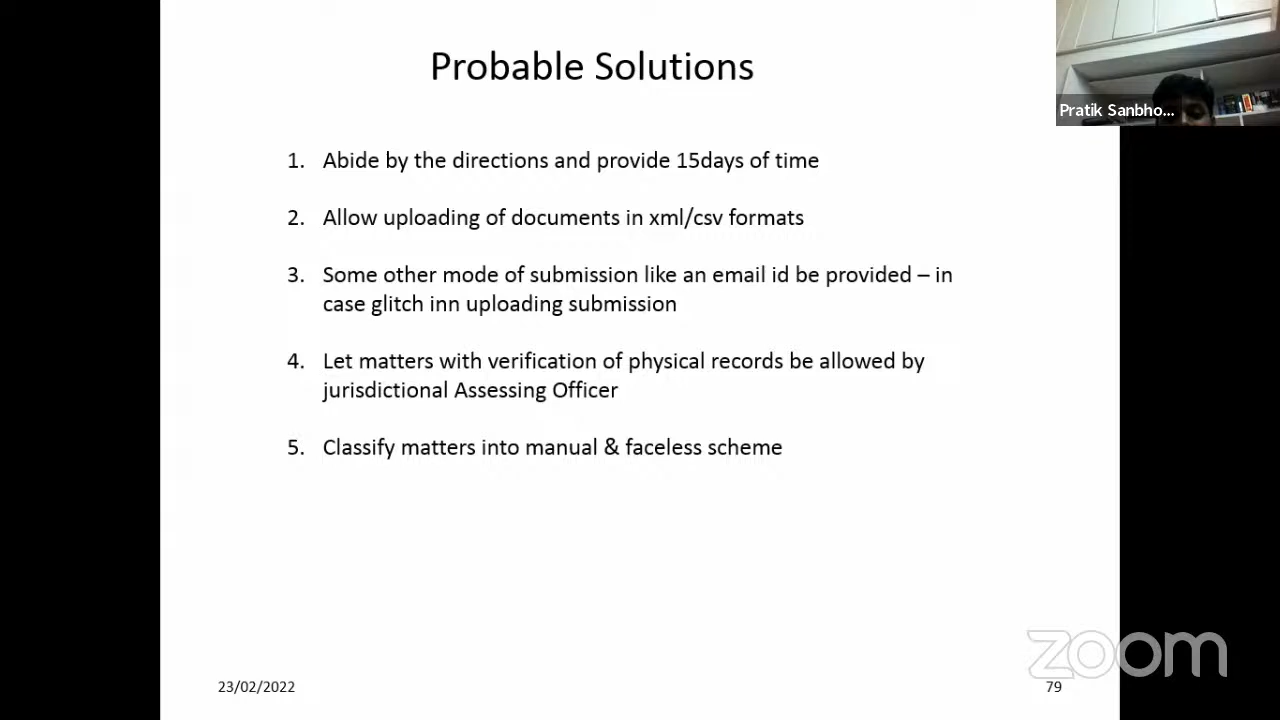 Probable Solutions
Pratik Sanbho...
1. Abide by the directions and provide 15days of time
2. Allow uploading of documents in xml/csv formats
3. Some other mode of submission like an email id be provided – in
case glitch inn uploading submission
4. Let matters with verification of physical records be allowed by
jurisdictional Assessing Officer
5. Classify matters into manual & faceless scheme
zoom
23/02/2022
79